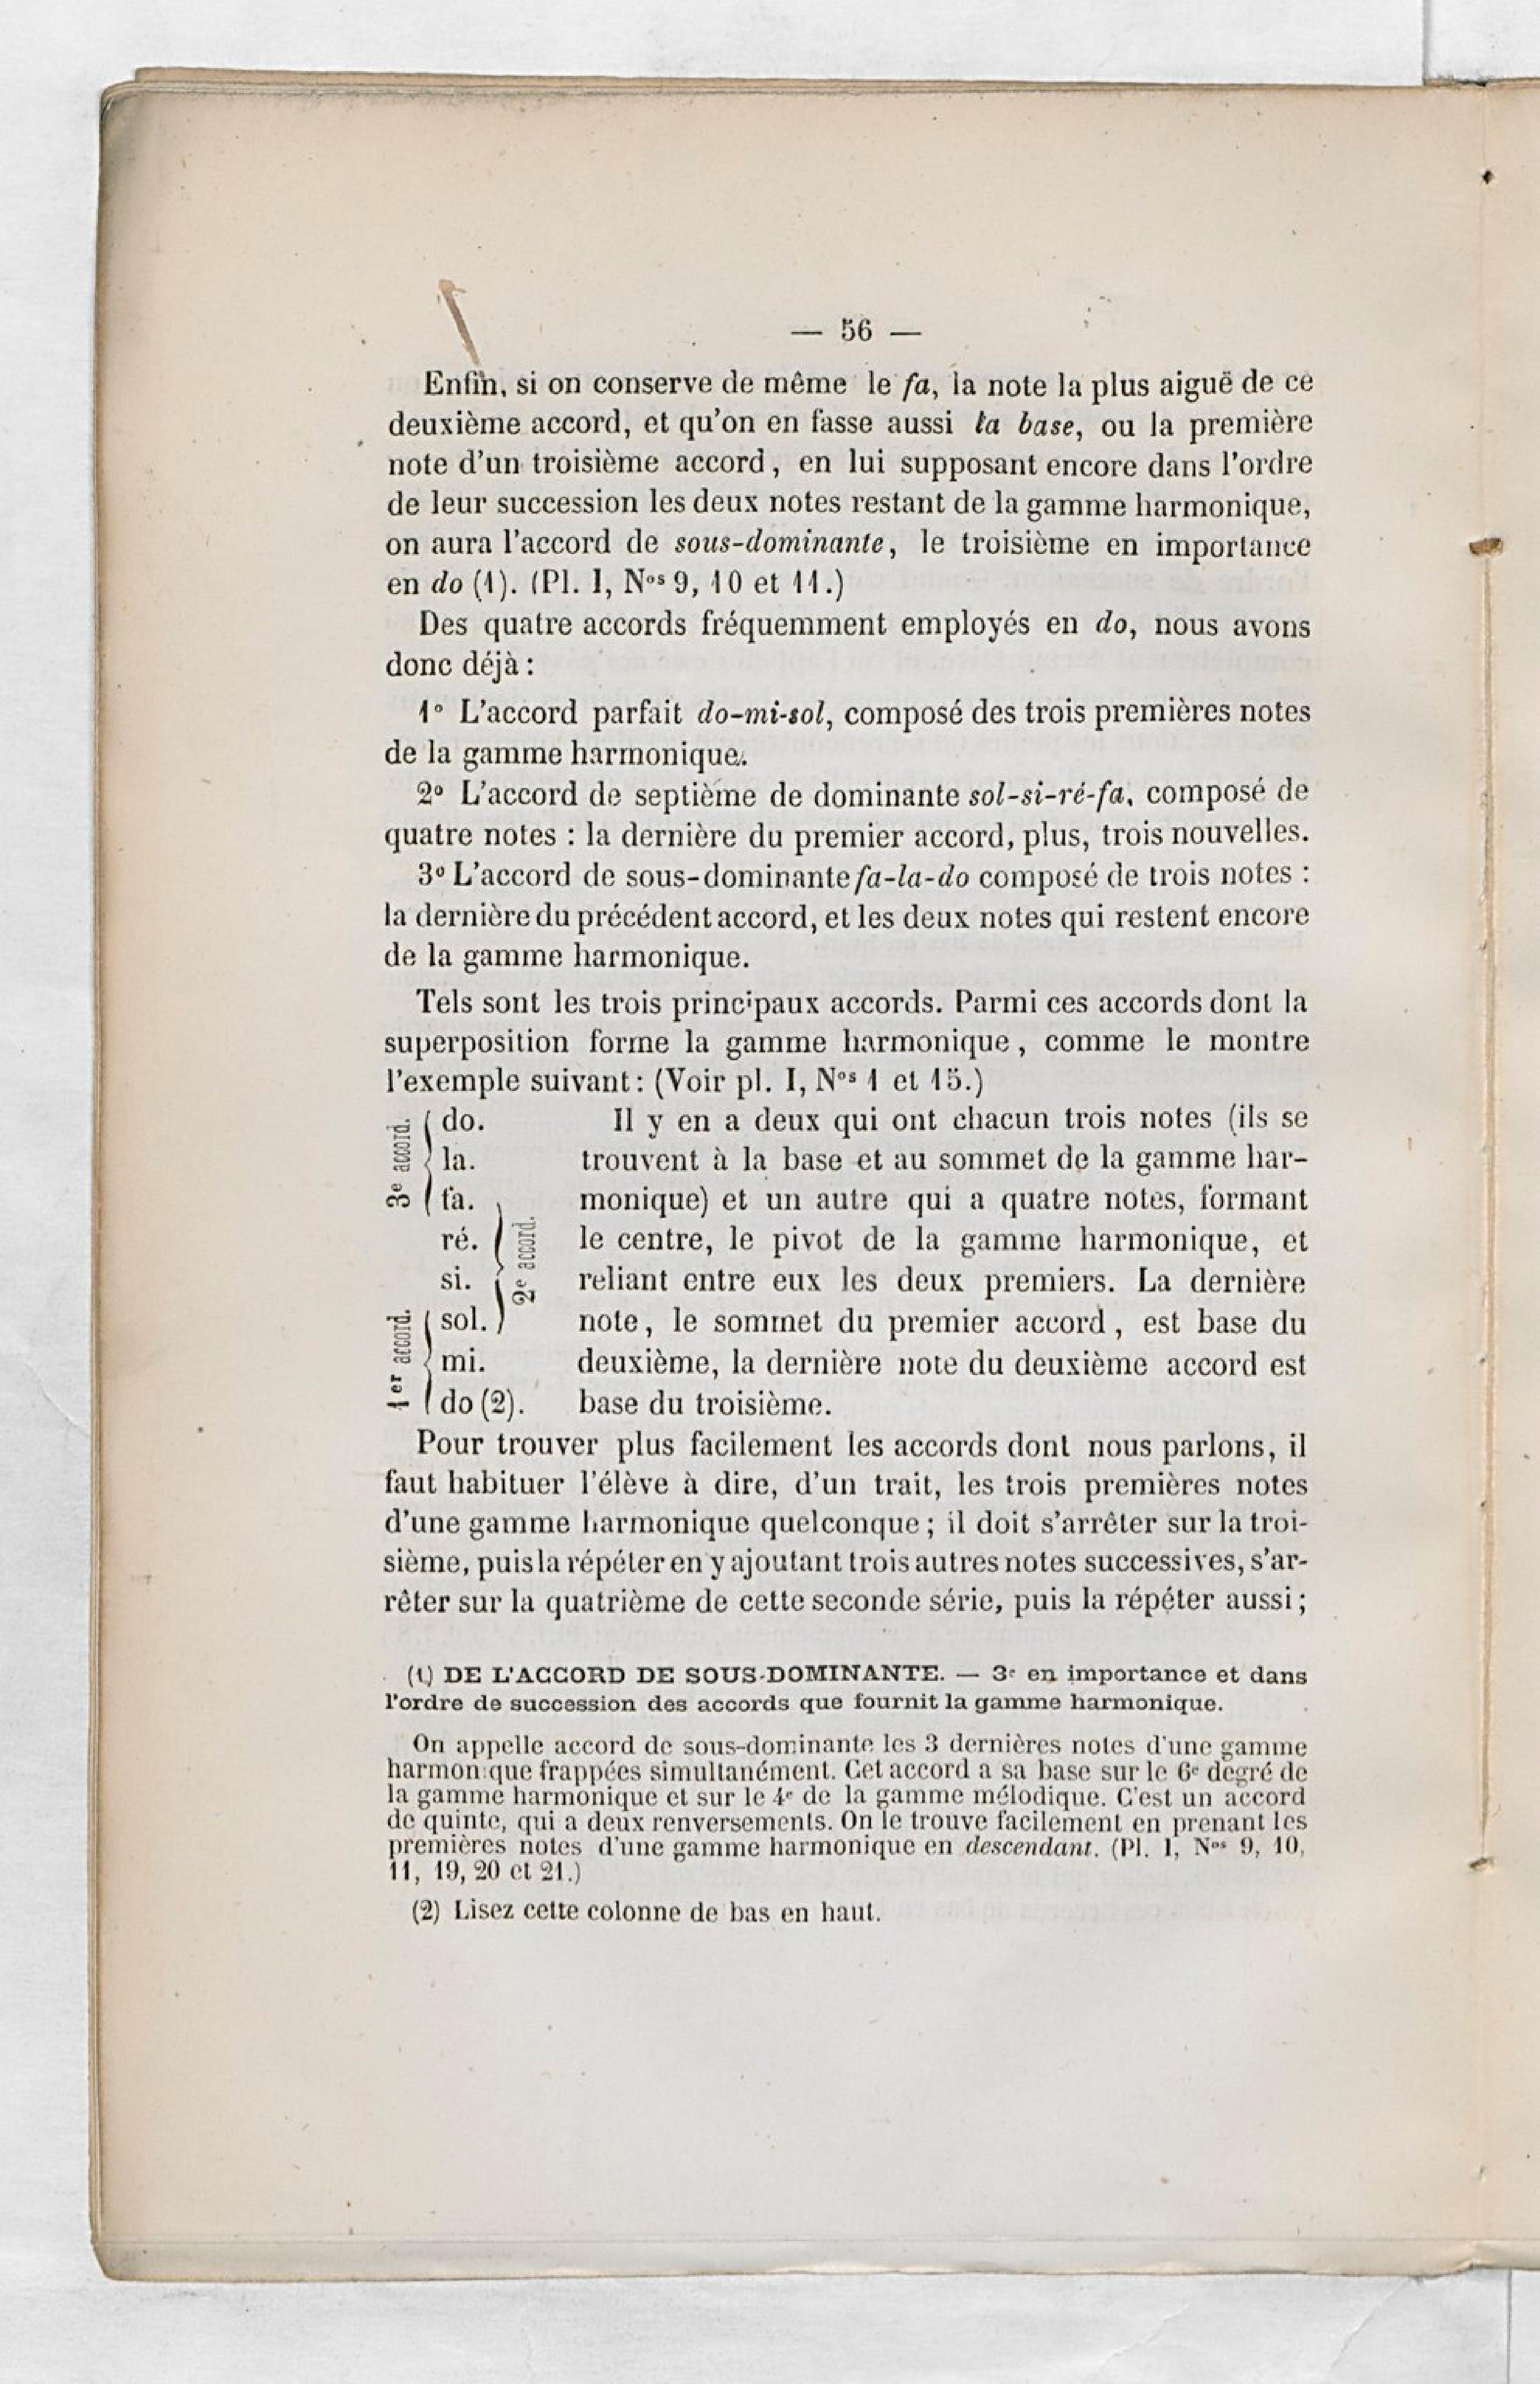 — 56 —
Enfin, si on conserve de même le fa, la note la plus aiguë de ce
deuxième accord, et qu'on en fasse aussi la base, ou la première
note d'un troisième accord, en lui supposant encore dans l'ordre
de leur succession les deux notes restant de la gamme harmonique,
on aura l'accord de sous-dominante, le troisième en importance
en do (1). (Pl. I, Nos 9, 10 et 11.)
Des quatre accords fréquemment employés en do, nous avons
donc déjà :
1° L'accord parfait do-mi-sol, composé des trois premières notes
de la gamme harmonique.
2° L'accord de septième de dominante sol-si-ré-fa, composé de
quatre notes : la dernière du premier accord, plus, trois nouvelles.
3° L'accord de sous-dominante fa-la-do composé de trois notes :
la dernière du précédent accord, et les deux notes qui restent encore
de la gamme harmonique.
Tels sont les trois principaux accords. Parmi ces accords dont la
superposition forme la gamme harmonique, comme le montre
l'exemple suivant : (Voir pl. I, Nos 1 et 15.)
3e accord.
do.
la.
fa.
ré.
si.
sol.
mi.
do (2).
2e accord.
1er accord.
Il y en a deux qui ont chacun trois notes (ils se
trouvent à la base et au sommet de la gamme har-
monique) et un autre qui a quatre notes, formant
le centre, le pivot de la gamme harmonique, et
reliant entre eux les deux premiers. La dernière
note, le sommet du premier accord, est base du
deuxième, la dernière note du deuxième accord est
base du troisième.
Pour trouver plus facilement les accords dont nous parlons, il
faut habituer l'élève à dire, d'un trait, les trois premières notes
d'une gamme harmonique quelconque ; il doit s'arrêter sur la troi-
sième, puis la répéter en y ajoutant trois autres notes successives, s'ar-
rêter sur la quatrième de cette seconde série, puis la répéter aussi ;
(1) DE L'ACCORD DE SOUS-DOMINANTE. — 3e en importance et dans
l'ordre de succession des accords que fournit la gamme harmonique.
On appelle accord de sous-dominante les 3 dernières notes d'une gamme
harmonique frappées simultanément. Cet accord a sa base sur le 6e degré de
la gamme harmonique et sur le 4e de la gamme mélodique. C'est un accord
de quinte, qui a deux renversements. On le trouve facilement en prenant les
premières notes d'une gamme harmonique en descendant. (Pl. I, Nos 9, 10,
11, 19, 20 et 21.)
(2) Lisez cette colonne de bas en haut.